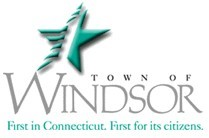 TOWN OF
WINDSOR
First in Connecticut. First for its citizens.